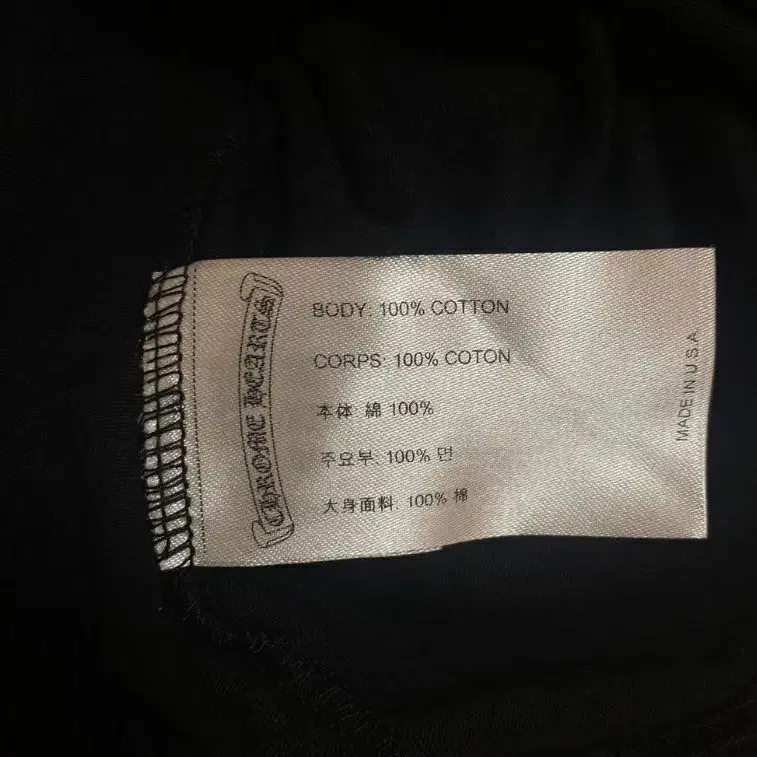 CHROME HEARTS
BODY: 100% COTTON
CORPS: 100% COTON
本体: 綿 100%
주요부: 100% 면
大身面料: 100% 棉
MADE IN U.S.A